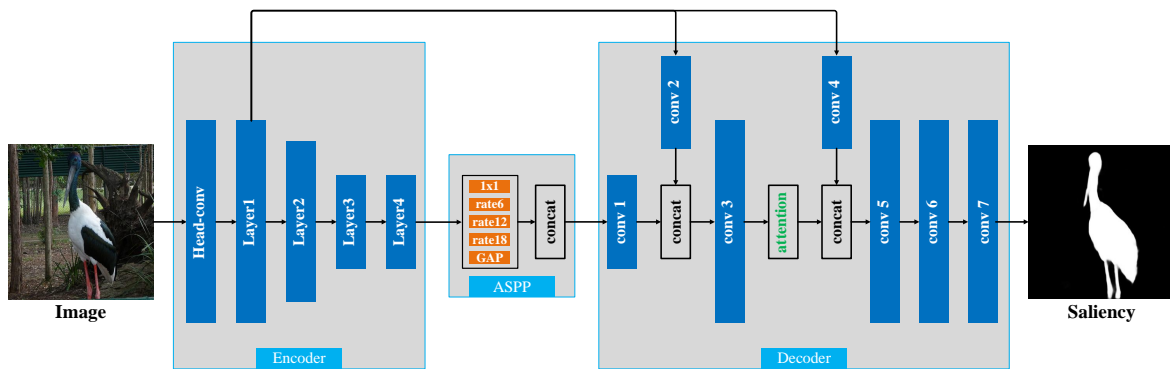 Image
Head-conv
Layer1
Layer2
Layer3
Layer4
Encoder
1x1
rate6
rate12
rate18
GAP
concat
ASPP
conv 1
conv 2
concat
conv 3
attention
conv 4
concat
conv 5
conv 6
conv 7
Decoder
Saliency